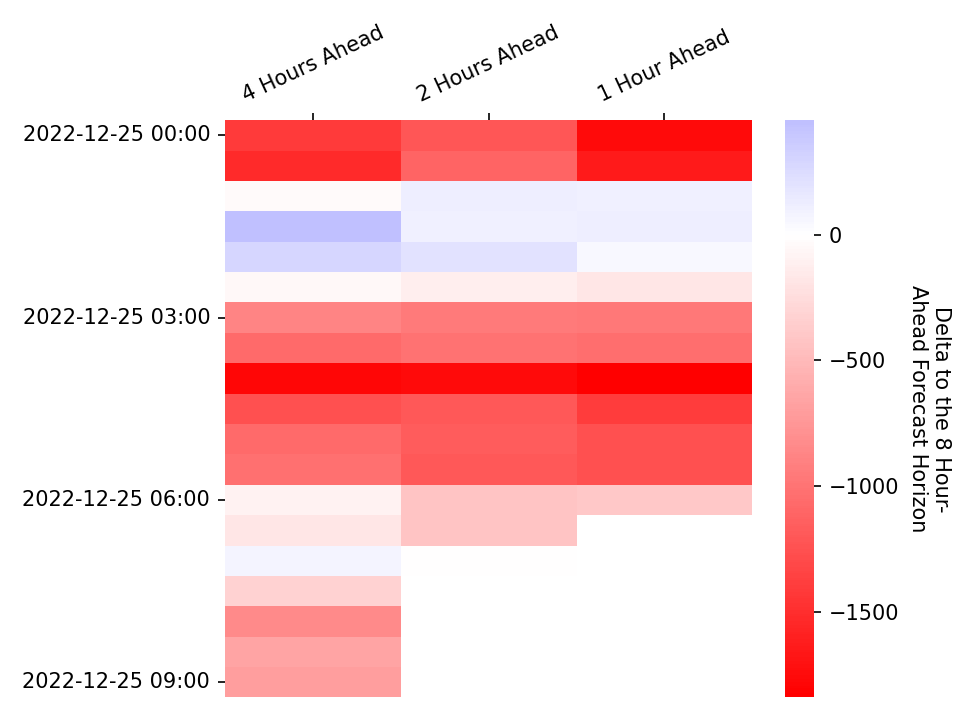 4 Hours Ahead
2 Hours Ahead
1 Hour Ahead
2022-12-25 00:00
2022-12-25 03:00
2022-12-25 06:00
2022-12-25 09:00
0
−500
−1000
−1500
Delta to the 8 Hour-
Ahead Forecast Horizon